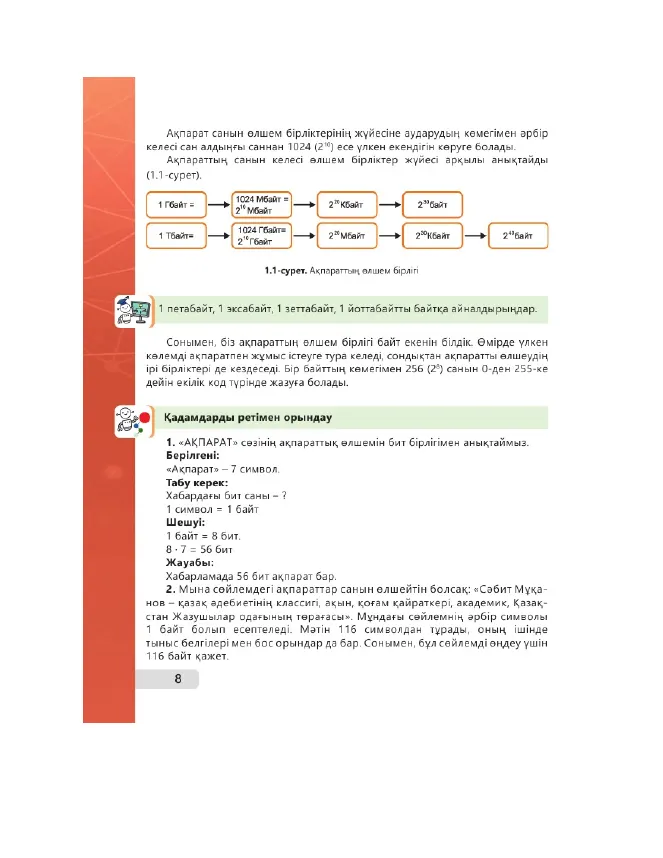 Ақпарат санын өлшем бірліктерінің жүйесіне аударудың көмегімен әрбір
келесі сан алдыңғы саннан 1024 (2¹⁰) есе үлкен екендігін көруге болады.
Ақпараттың санын келесі өлшем бірліктер жүйесі арқылы анықтайды
(1.1-сурет).
1 Гбайт = 1024 Мбайт = 2¹⁰ Мбайт 2²⁰ Кбайт 2³⁰ байт
1 Тбайт= 1024 Гбайт= 2¹⁰ Гбайт 2²⁰ Мбайт 2³⁰ Кбайт 2⁴⁰ байт
1.1-сурет. Ақпараттың өлшем бірлігі
1 петабайт, 1 эксабайт, 1 зеттабайт, 1 йоттабайтты байтқа айналдырыңдар.
Сонымен, біз ақпараттың өлшем бірлігі байт екенін білдік. Өмірде үлкен
көлемді ақпаратпен жұмыс істеуге тура келеді, сондықтан ақпаратты өлшеудің
ірі бірліктері де кездеседі. Бір байттың көмегімен 256 (2⁸) санын 0-ден 255-ке
дейін екілік код түрінде жазуға болады.
Қадамдарды ретімен орындау
1. «АҚПАРАТ» сөзінің ақпараттық өлшемін бит бірлігімен анықтаймыз.
Берілгені:
«Ақпарат» – 7 символ.
Табу керек:
Хабардағы бит саны – ?
1 символ = 1 байт
Шешуі:
1 байт = 8 бит.
8 · 7 = 56 бит
Жауабы:
Хабарламада 56 бит ақпарат бар.
2. Мына сөйлемдегі ақпараттар санын өлшейтін болсақ: «Сәбит Мұқа-
нов – қазақ әдебиетінің классигі, ақын, қоғам қайраткері, академик, Қазақ-
стан Жазушылар одағының төрағасы». Мұндағы сөйлемнің әрбір символы
1 байт болып есептеледі. Мәтін 116 символдан тұрады, оның ішінде
тыныс белгілері мен бос орындар да бар. Сонымен, бұл сөйлемді өңдеу үшін
116 байт қажет.
8